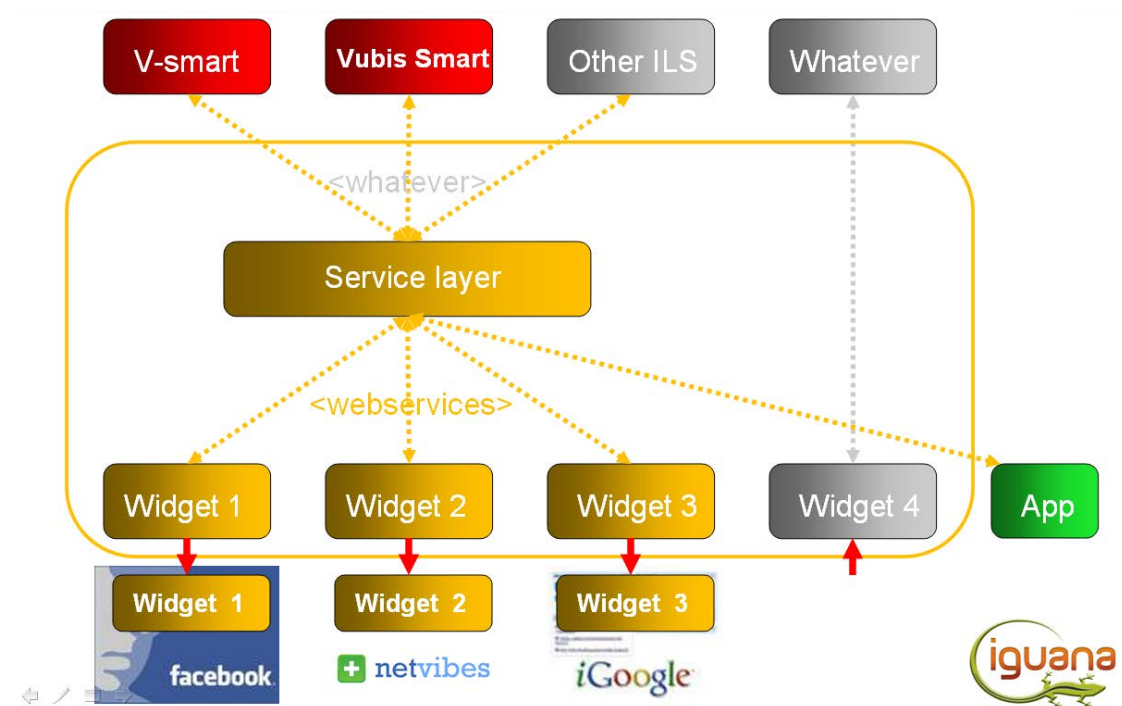 V-smart
Vubis Smart
Other ILS
Whatever
<whatever>
Service layer
<webservices>
Widget 1
Widget 2
Widget 3
Widget 4
App
Widget 1
Widget 2
Widget 3
facebook.
netvibes
iGoogle
iguana